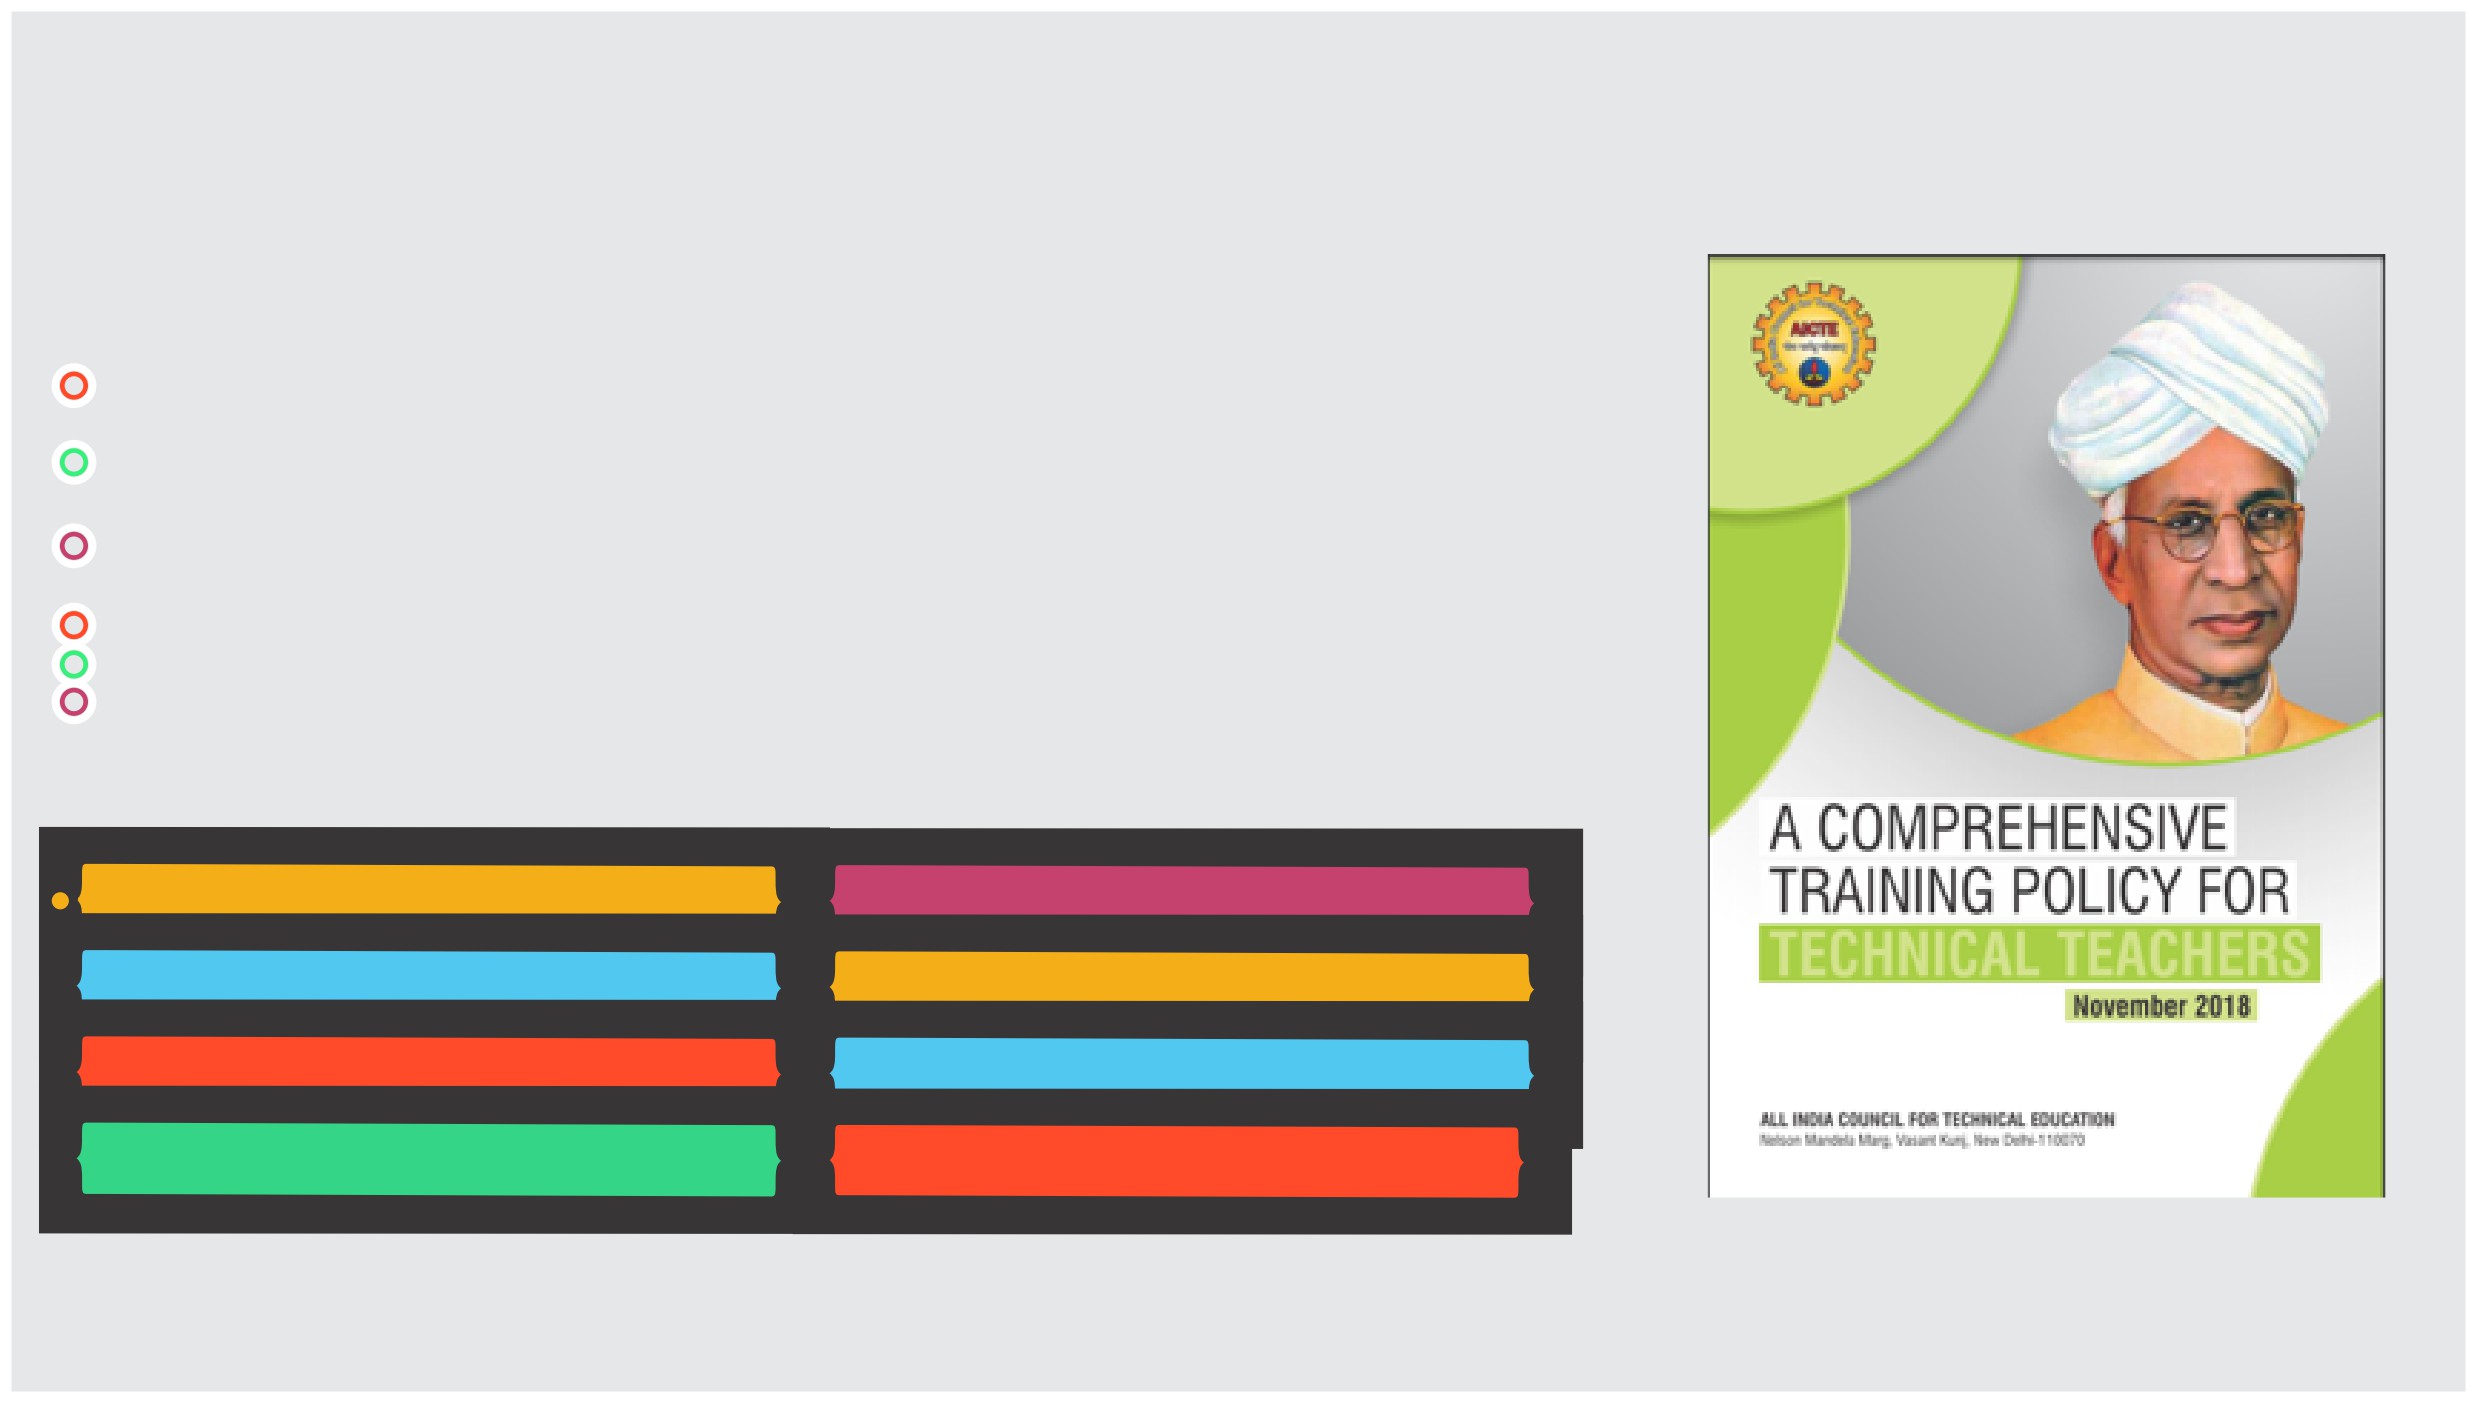 AICTE
A COMPREHENSIVE
TRAINING POLICY FOR
TECHNICAL TEACHERS
November 2018
ALL INDIA COUNCIL FOR TECHNICAL EDUCATION
Nelson Mandela Marg, Vasant Kunj, New Delhi-110070